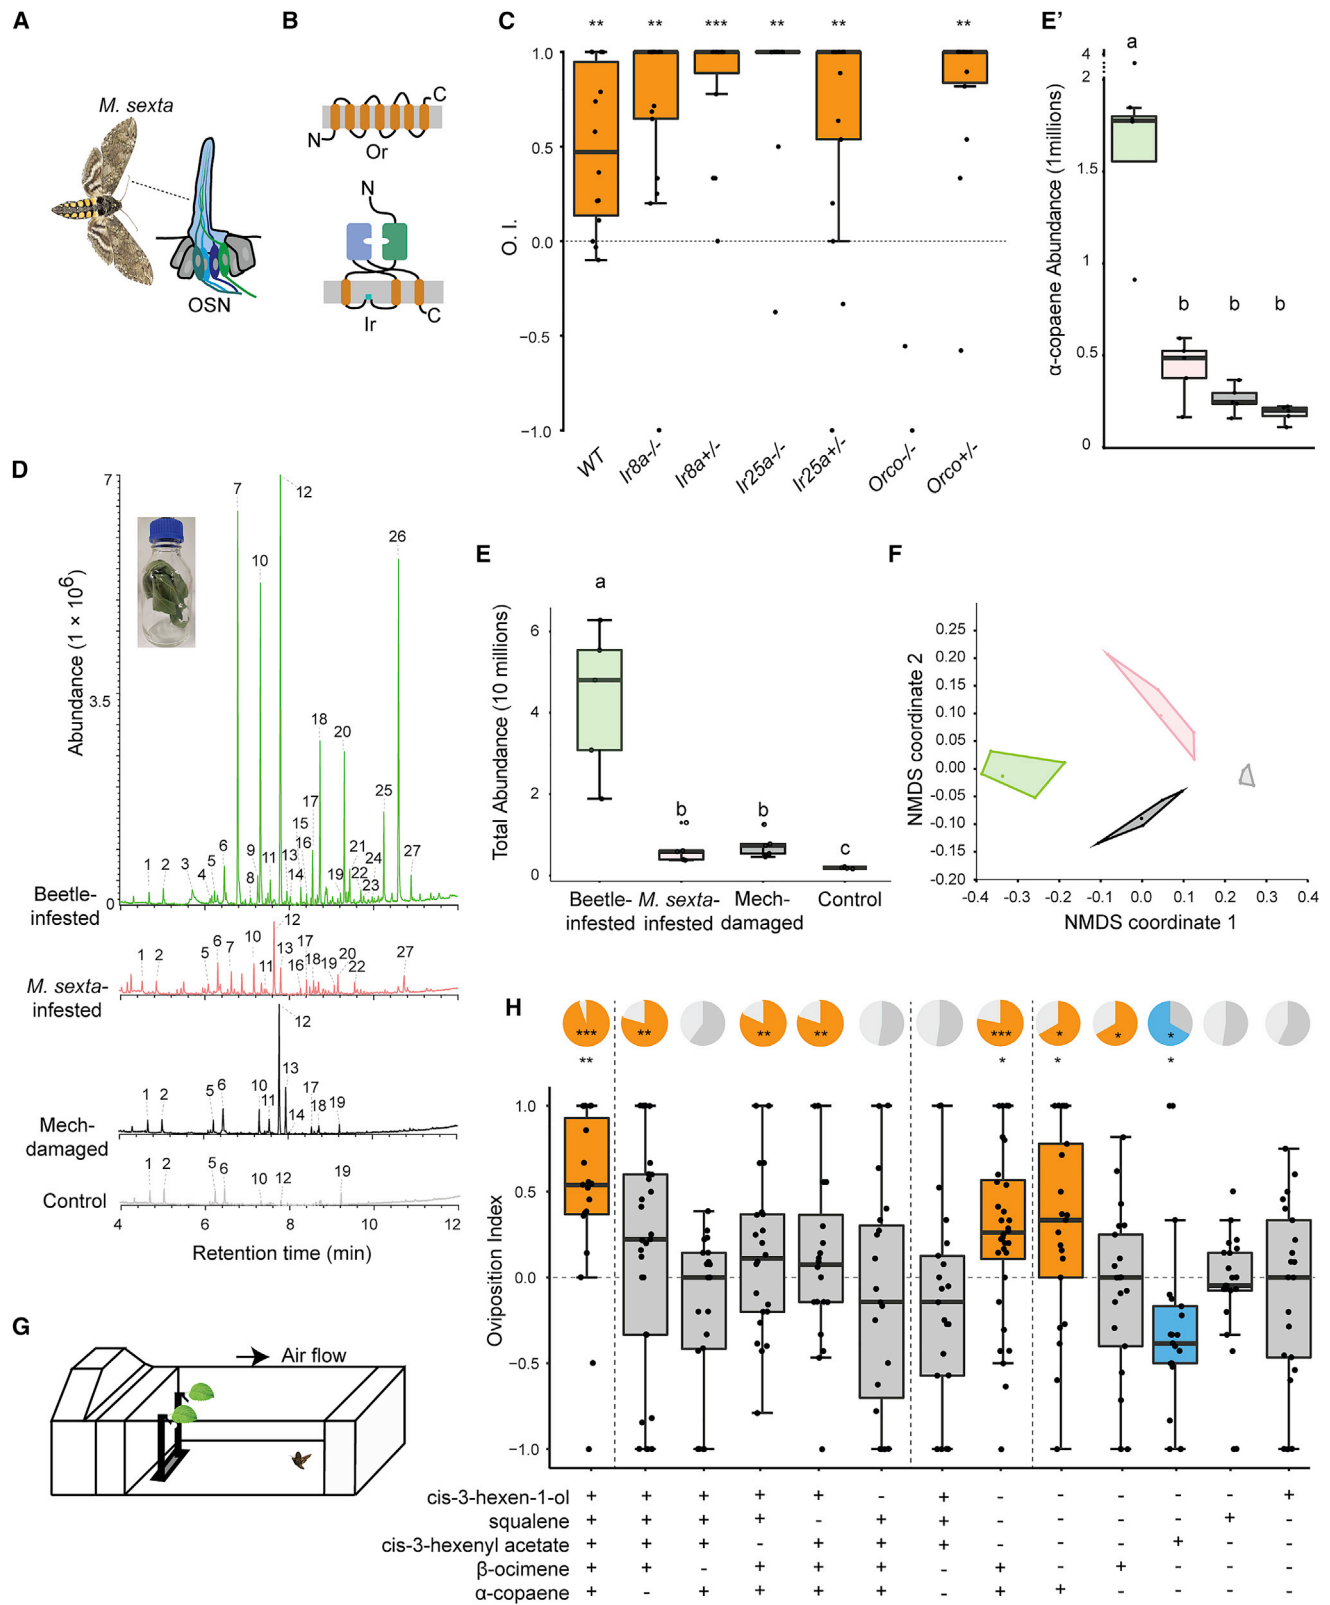 A
M. sexta
OSN
B
C
N
Or
N
Ir
C
C
** ** *** ** ** **
1.0
0.5
0.0
−0.5
−1.0
O. I.
WT
Ir8a-/-
Ir8a+/-
Ir25a-/-
Ir25a+/-
Orco-/-
Orco+/-
E’
α-copaene Abundance (1millions)
4
2
1.5
1
0.5
0
a
b b b
D
Abundance (1 × 10⁶)
7
3.5
0
1 2 3 4 5 6 7 8 9 10 11 12 13 14 15 16 17 18 19 20 21 22 23 24 25 26 27
Beetle-
infested
1 2 5 6 7 10 11 12 13 16 17 18 19 20 22 27
M. sexta-
infested
1 2 5 6 10 11 12 13 14 17 18 19
Mech-
damaged
1 2 5 6 10 12 19
Control
4 6 8 10 12
Retention time (min)
E
Total Abundance (10 millions)
6
4
2
0
a
b b c
Beetle-
infested
M. sexta-
infested
Mech-
damaged
Control
F
NMDS coordinate 2
0.25
0.20
0.15
0.10
0.05
0.00
-0.05
-0.10
-0.15
-0.20
-0.4 -0.3 -0.2 -0.1 0.0 0.1 0.2 0.3 0.4
NMDS coordinate 1
G
Air flow
H
*** ** ** ** *** * * *
** * * *
Oviposition Index
1.0
0.5
0.0
−0.5
−1.0
cis-3-hexen-1-ol + + + + + - + - - - - - +
squalene + + + + - + + - - - - + -
cis-3-hexenyl acetate + + + - + + + - - - + - -
β-ocimene + + - + + + - + - + - - -
α-copaene + - + + + + - + + - - - -